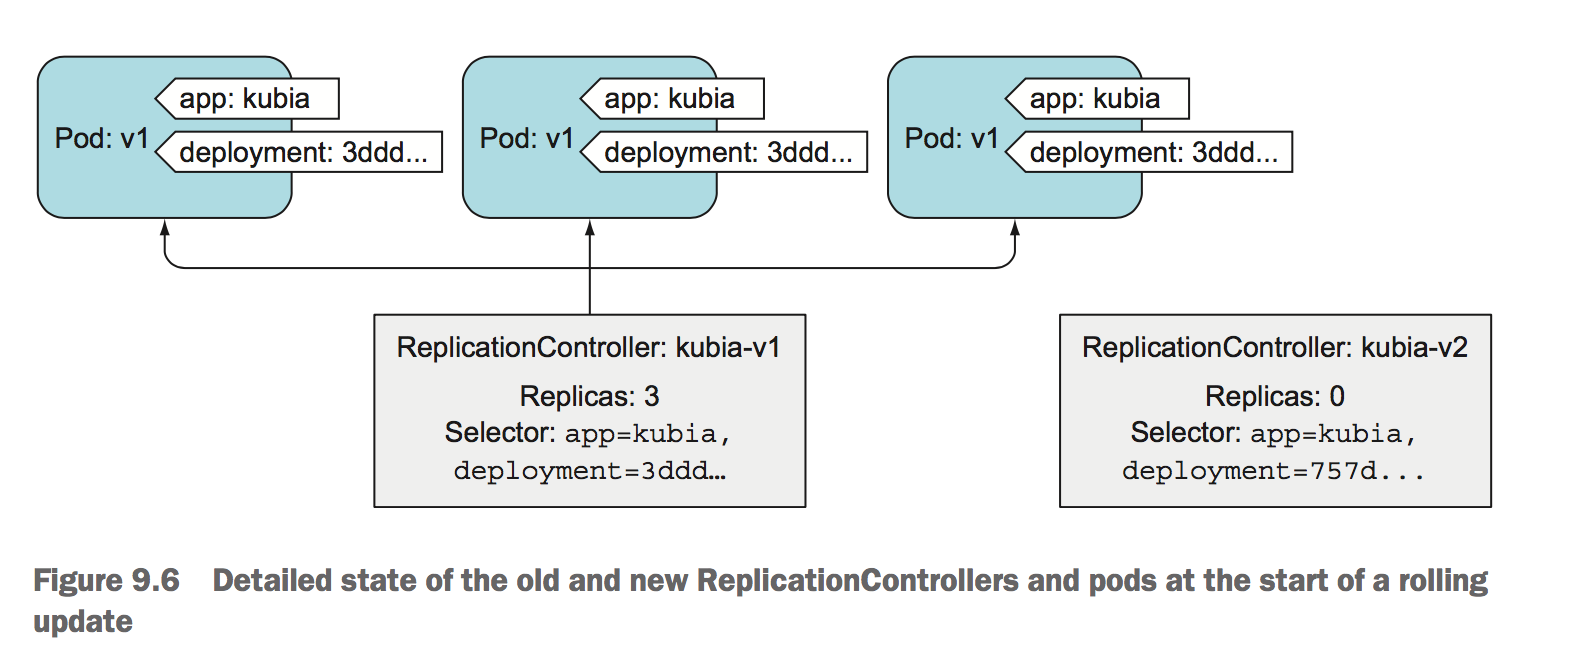 app: kubia
app: kubia
app: kubia
Pod: v1
Pod: v1
Pod: v1
deployment: 3ddd...
deployment: 3ddd...
deployment: 3ddd...
ReplicationController: kubia-v1
Replicas: 3
Selector: app=kubia,
deployment=3ddd…
ReplicationController: kubia-v2
Replicas: 0
Selector: app=kubia,
deployment=757d...
Figure 9.6 Detailed state of the old and new ReplicationControllers and pods at the start of a rolling
update